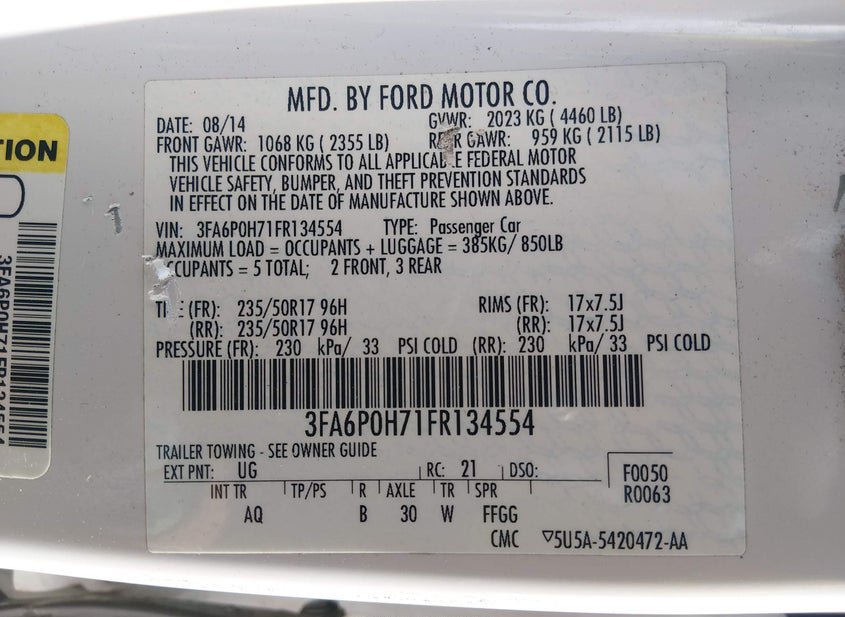 MFD. BY FORD MOTOR CO.
DATE: 08/14 GVWR: 2023 KG ( 4460 LB)
FRONT GAWR: 1068 KG ( 2355 LB) GAWR: 959 KG ( 2115 LB)
THIS VEHICLE CONFORMS TO ALL FEDERAL MOTOR
VEHICLE SAFETY, BUMPER, AND THEFT PREVENTION STANDARDS
IN EFFECT ON THE DATE OF MANUFACTURE SHOWN ABOVE.
VIN: 3FA6P0H71FR134554 TYPE: Passenger Car
MAXIMUM LOAD = OCCUPANTS + LUGGAGE = 385KG/ 850LB
OCCUPANTS = 5 TOTAL; 2 FRONT, 3 REAR
(FR): 235/50R17 96H RIMS (FR): 17x7.5J
(RR): 235/50R17 96H (RR): 17x7.5J
PRESSURE (FR): 230 kPa/ 33 PSI COLD (RR): 230 kPa/ 33 PSI COLD
3FA6P0H71FR134554
TRAILER TOWING - SEE OWNER GUIDE
EXT PNT: UG RC: 21 DSO: F0050
INT TR TP/PS R AXLE TR SPR R0063
AQ B 30 W FFGG
CMC ▽5U5A-5420472-AA
TION
3FA6P0H71FR134554